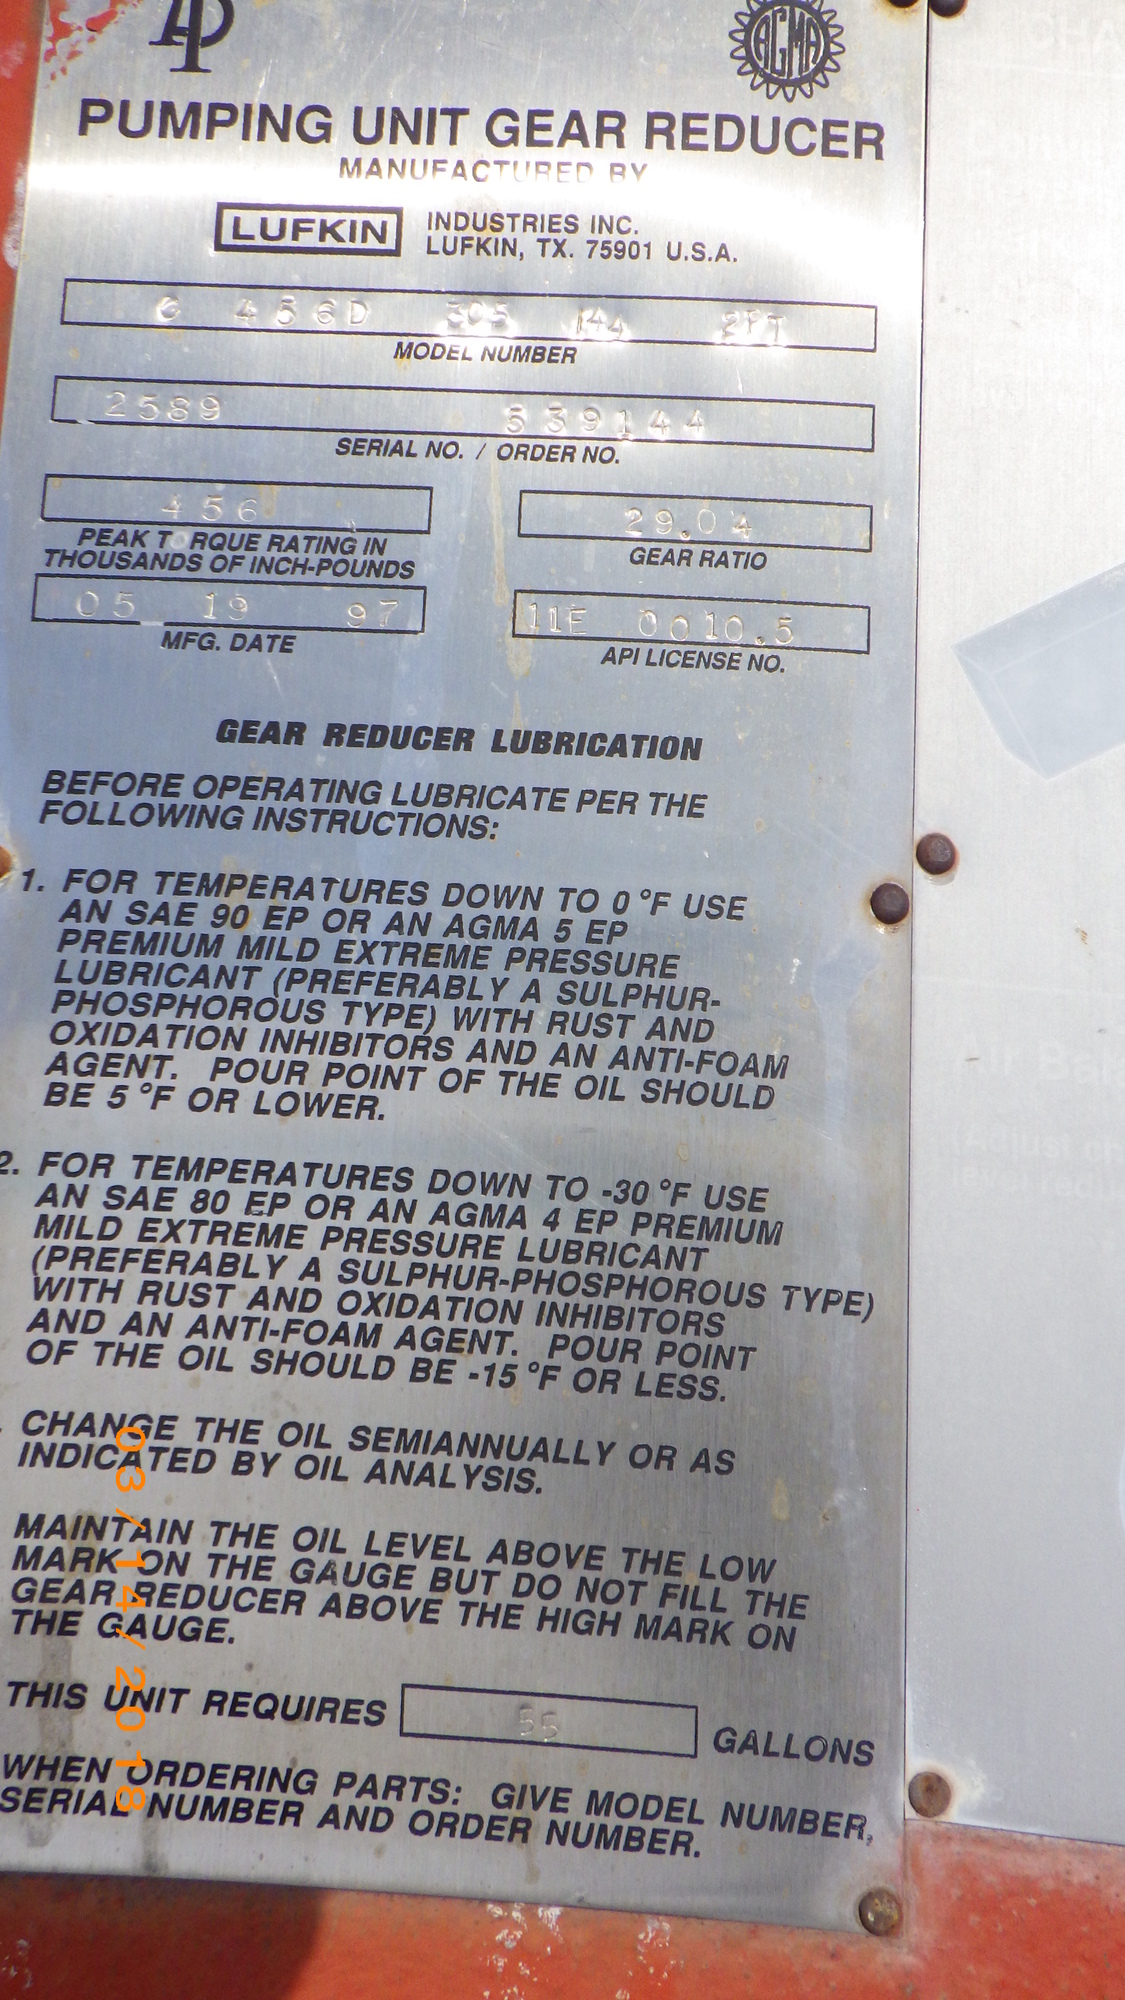 API
AGMA
PUMPING UNIT GEAR REDUCER
MANUFACTURED BY
LUFKIN INDUSTRIES INC.
LUFKIN, TX. 75901 U.S.A.
C 456D 305 144 2PT
MODEL NUMBER
2589 539144
SERIAL NO. / ORDER NO.
456 29.04
PEAK T RQUE RATING IN
THOUSANDS OF INCH-POUNDS
GEAR RATIO
05 19 97 11E 0010.5
MFG. DATE API LICENSE NO.
GEAR REDUCER LUBRICATION
BEFORE OPERATING LUBRICATE PER THE
FOLLOWING INSTRUCTIONS:
1. FOR TEMPERATURES DOWN TO 0 °F USE
AN SAE 90 EP OR AN AGMA 5 EP
PREMIUM MILD EXTREME PRESSURE
LUBRICANT (PREFERABLY A SULPHUR-
PHOSPHOROUS TYPE) WITH RUST AND
OXIDATION INHIBITORS AND AN ANTI-FOAM
AGENT. POUR POINT OF THE OIL SHOULD
BE 5 °F OR LOWER.
2. FOR TEMPERATURES DOWN TO -30 °F USE
AN SAE 80 EP OR AN AGMA 4 EP PREMIUM
MILD EXTREME PRESSURE LUBRICANT
(PREFERABLY A SULPHUR-PHOSPHOROUS TYPE)
WITH RUST AND OXIDATION INHIBITORS
AND AN ANTI-FOAM AGENT. POUR POINT
OF THE OIL SHOULD BE -15 °F OR LESS.
CHANGE THE OIL SEMIANNUALLY OR AS
INDICATED BY OIL ANALYSIS.
MAINTAIN THE OIL LEVEL ABOVE THE LOW
MARK ON THE GAUGE BUT DO NOT FILL THE
GEAR REDUCER ABOVE THE HIGH MARK ON
THE GAUGE.
THIS UNIT REQUIRES 55 GALLONS
WHEN ORDERING PARTS: GIVE MODEL NUMBER,
SERIAL NUMBER AND ORDER NUMBER.
03/14/2018